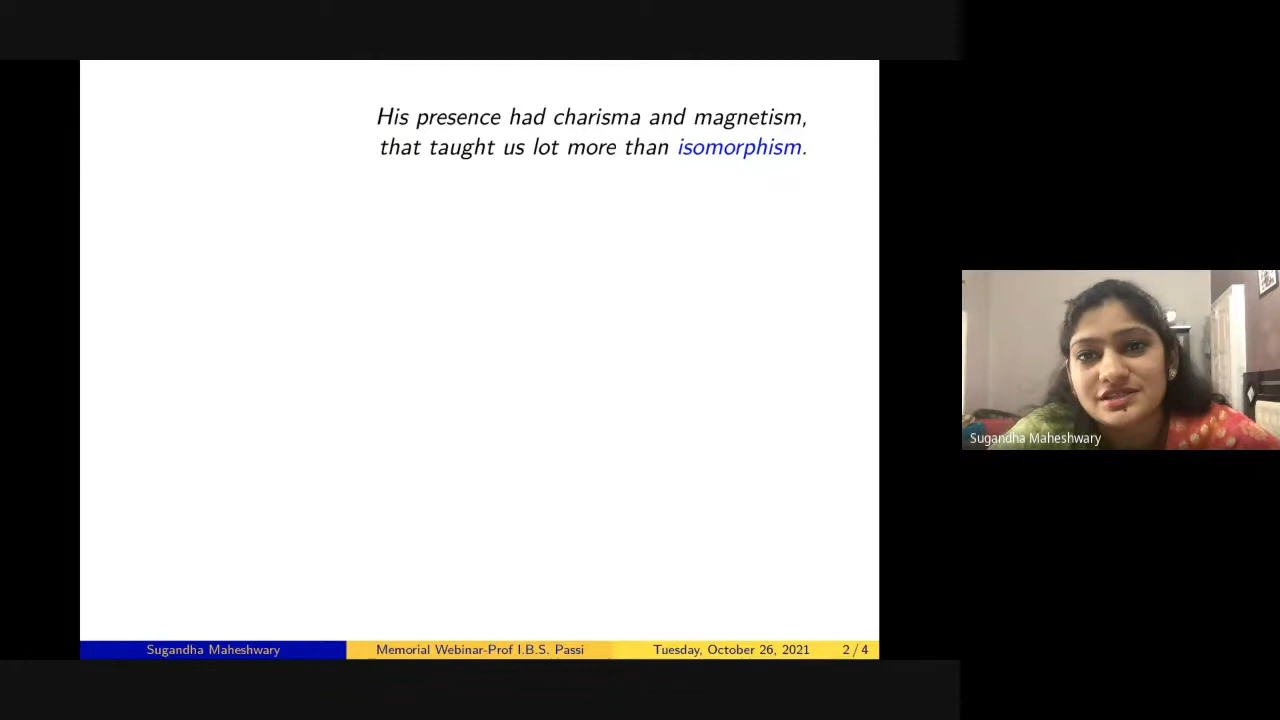 His presence had charisma and magnetism,
that taught us lot more than isomorphism.
Sugandha Maheshwary
Sugandha Maheshwary Memorial Webinar-Prof I.B.S. Passi Tuesday, October 26, 2021 2 / 4